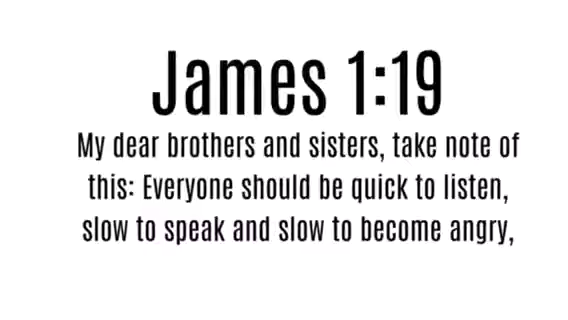 James 1:19
My dear brothers and sisters, take note of
this: Everyone should be quick to listen,
slow to speak and slow to become angry,